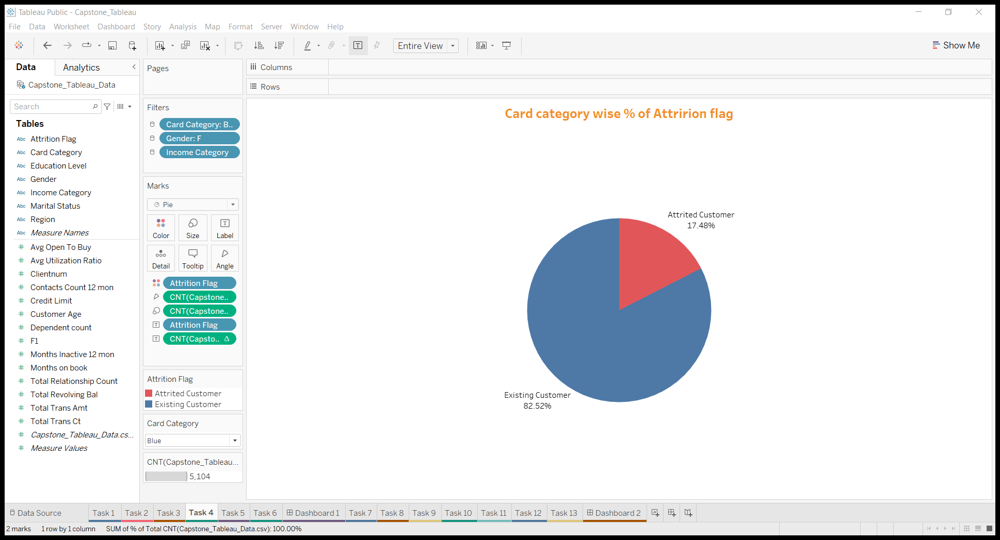 Tableau Public - Capstone_Tableau
File Data Worksheet Dashboard Story Analysis Map Format Server Window Help
Entire View
Show Me
Data Analytics
Capstone_Tableau_Data
Search
Tables
Abc Attrition Flag
Abc Card Category
Abc Education Level
Abc Gender
Abc Income Category
Abc Marital Status
Abc Region
Abc Measure Names
# Avg Open To Buy
# Avg Utilization Ratio
# Clientnum
# Contacts Count 12 mon
# Credit Limit
# Customer Age
# Dependent count
# F1
# Months Inactive 12 mon
# Months on book
# Total Relationship Count
# Total Revolving Bal
# Total Trans Amt
# Total Trans Ct
# Capstone_Tableau_Data.cs...
# Measure Values
Pages
Filters
Card Category: B..
Gender: F
Income Category
Marks
Pie
Color Size Label
Detail Tooltip Angle
Attrition Flag
CNT(Capstone..
CNT(Capstone..
T Attrition Flag
T CNT(Capsto.. Δ
Attrition Flag
Attrited Customer
Existing Customer
Card Category
Blue
CNT(Capstone_Tableau...
5,104
Columns
Rows
Card category wise % of Attririon flag
Attrited Customer
17.48%
Existing Customer
82.52%
Data Source Task 1 Task 2 Task 3 Task 4 Task 5 Task 6 Dashboard 1 Task 7 Task 8 Task 9 Task 10 Task 11 Task 12 Task 13 Dashboard 2
2 marks 1 row by 1 column SUM of % of Total CNT(Capstone_Tableau_Data.csv): 100.00%